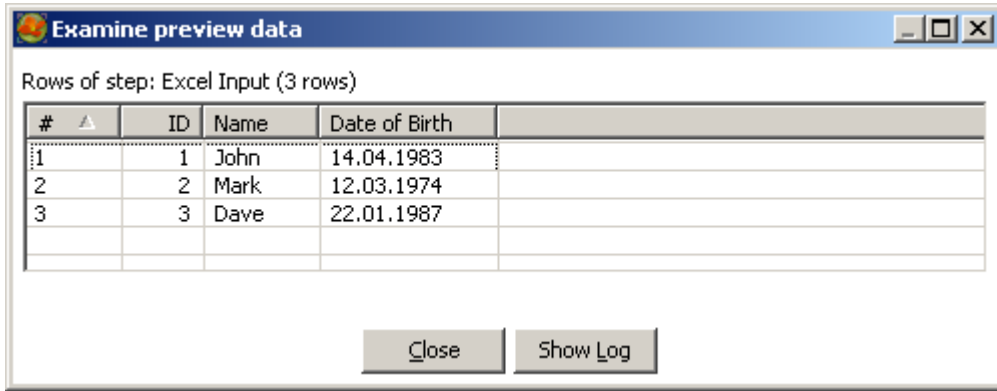 Examine preview data
Rows of step: Excel Input (3 rows)
# ID Name Date of Birth
1 1 John 14.04.1983
2 2 Mark 12.03.1974
3 3 Dave 22.01.1987
Close Show Log